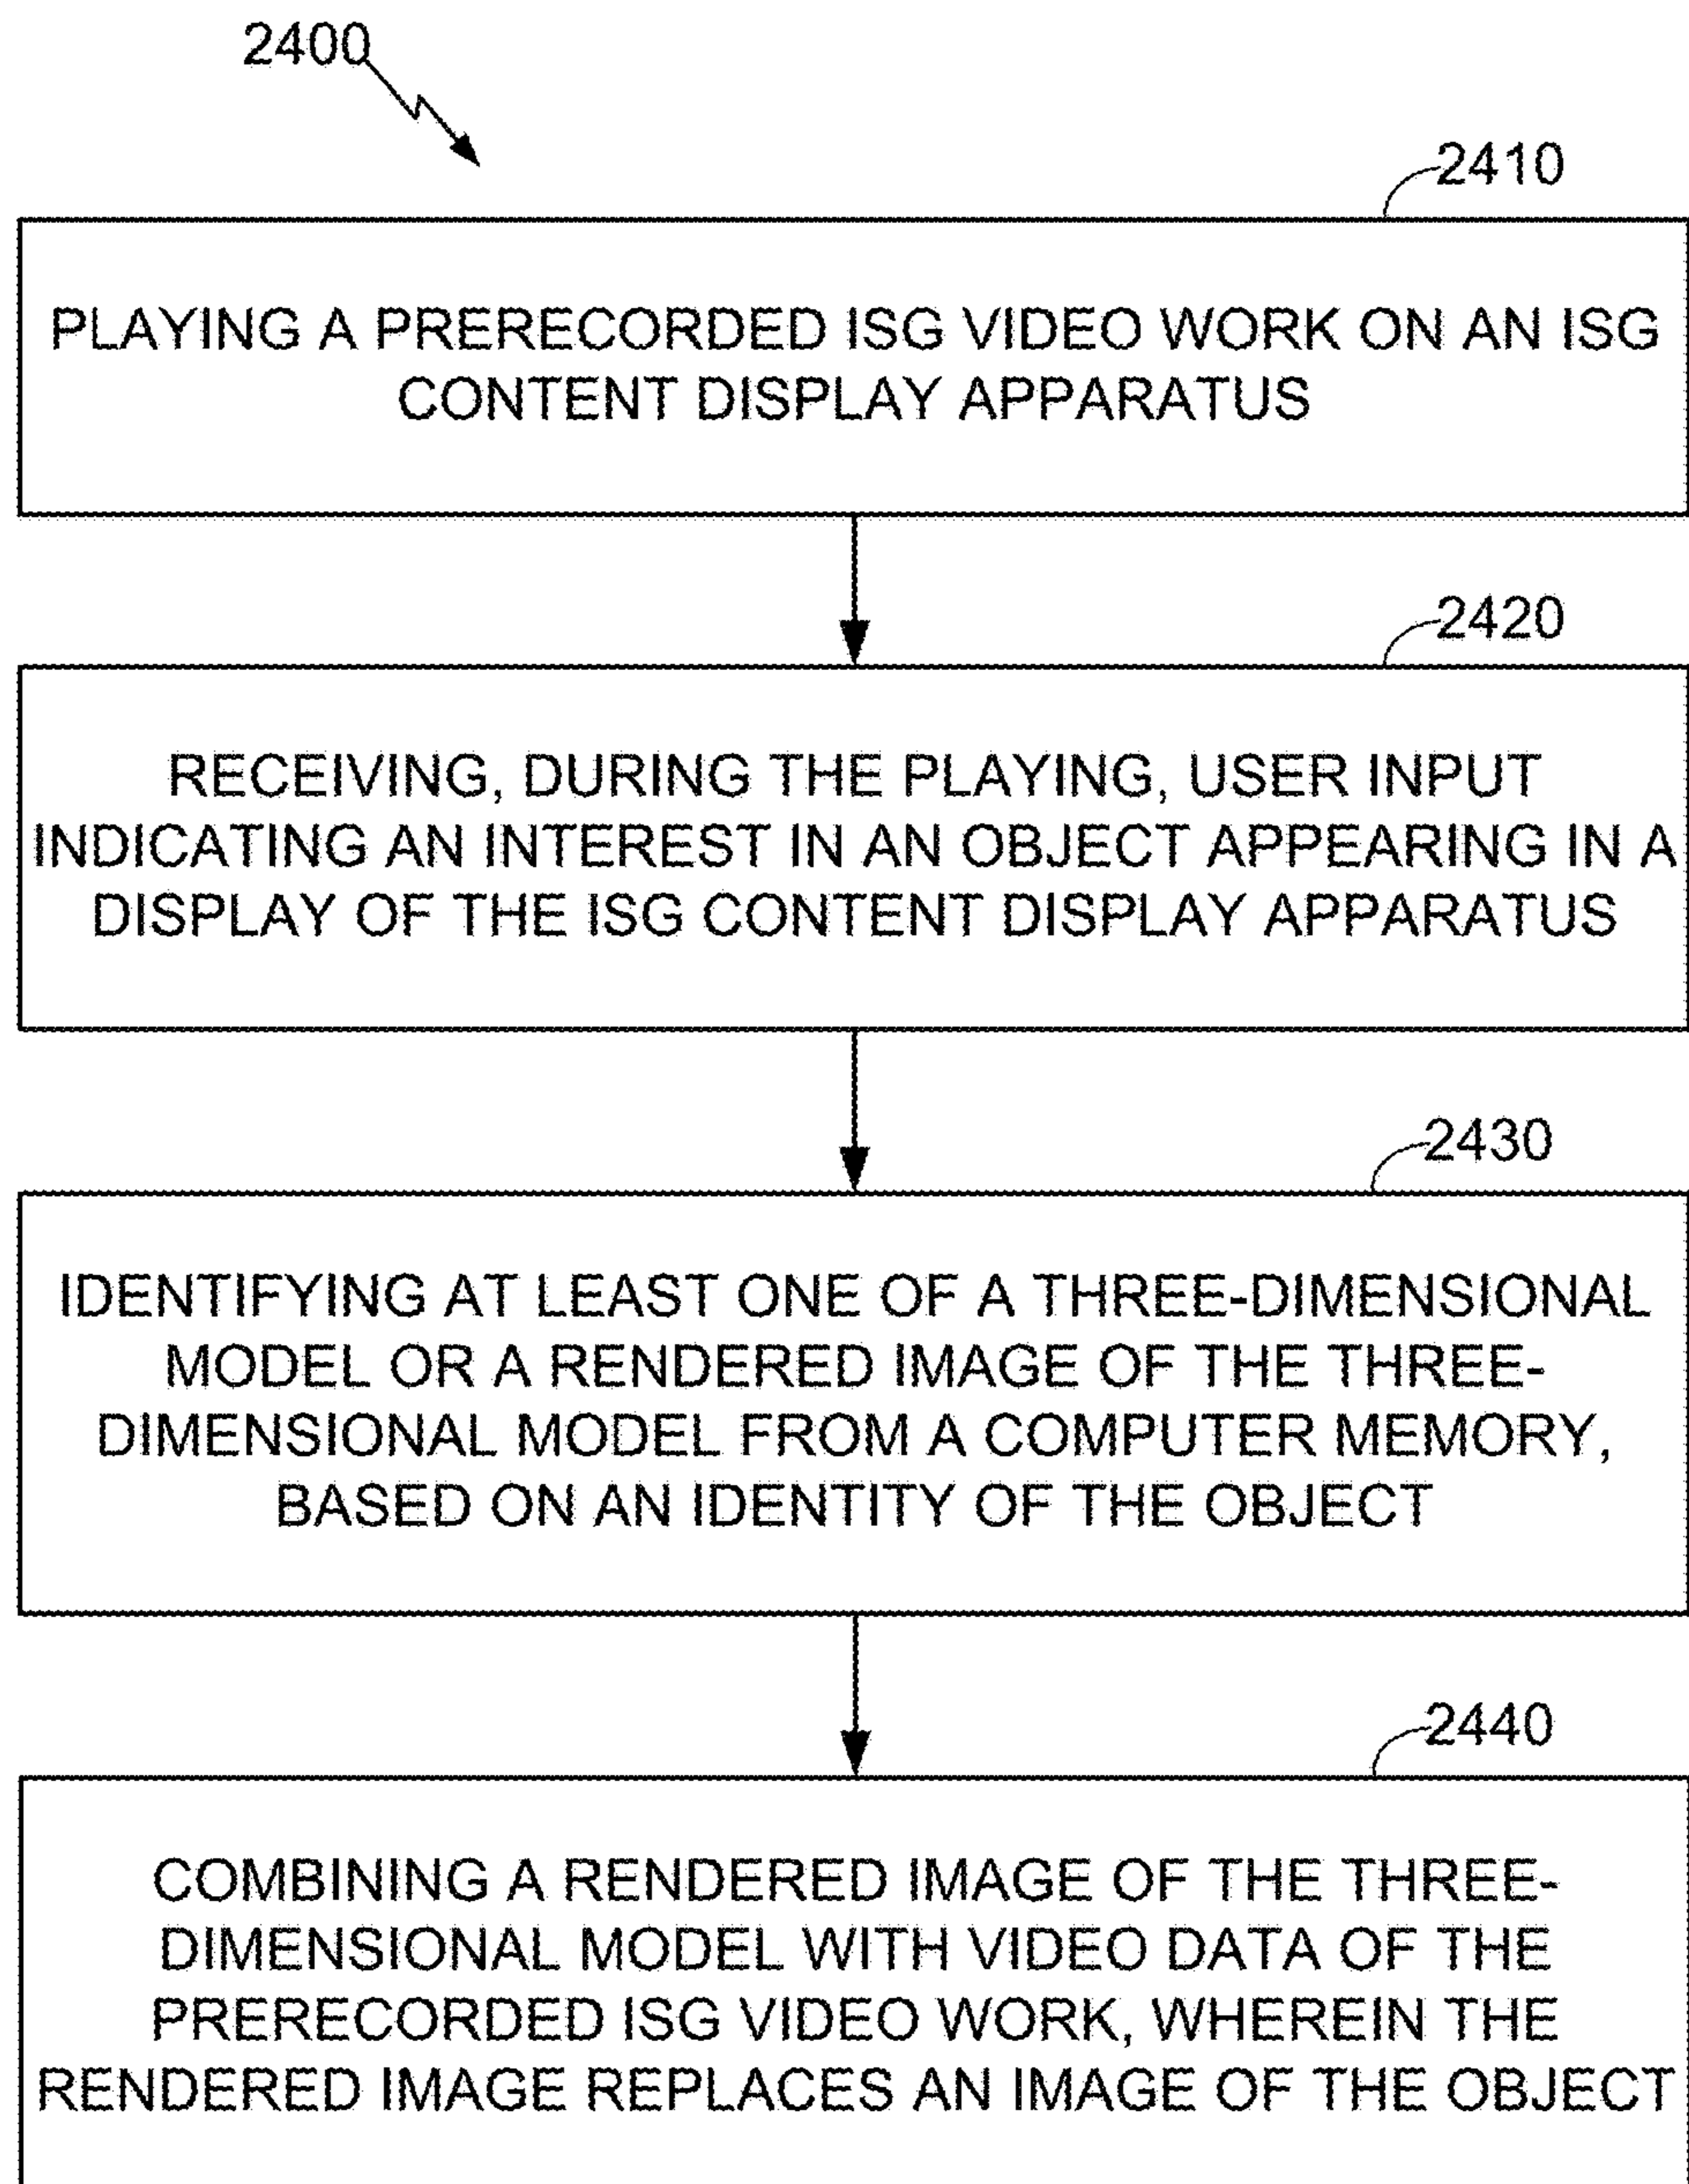 2400
2410
PLAYING A PRERECORDED ISG VIDEO WORK ON AN ISG
CONTENT DISPLAY APPARATUS
2420
RECEIVING, DURING THE PLAYING, USER INPUT
INDICATING AN INTEREST IN AN OBJECT APPEARING IN A
DISPLAY OF THE ISG CONTENT DISPLAY APPARATUS
2430
IDENTIFYING AT LEAST ONE OF A THREE-DIMENSIONAL
MODEL OR A RENDERED IMAGE OF THE THREE-
DIMENSIONAL MODEL FROM A COMPUTER MEMORY,
BASED ON AN IDENTITY OF THE OBJECT
2440
COMBINING A RENDERED IMAGE OF THE THREE-
DIMENSIONAL MODEL WITH VIDEO DATA OF THE
PRERECORDED ISG VIDEO WORK, WHEREIN THE
RENDERED IMAGE REPLACES AN IMAGE OF THE OBJECT